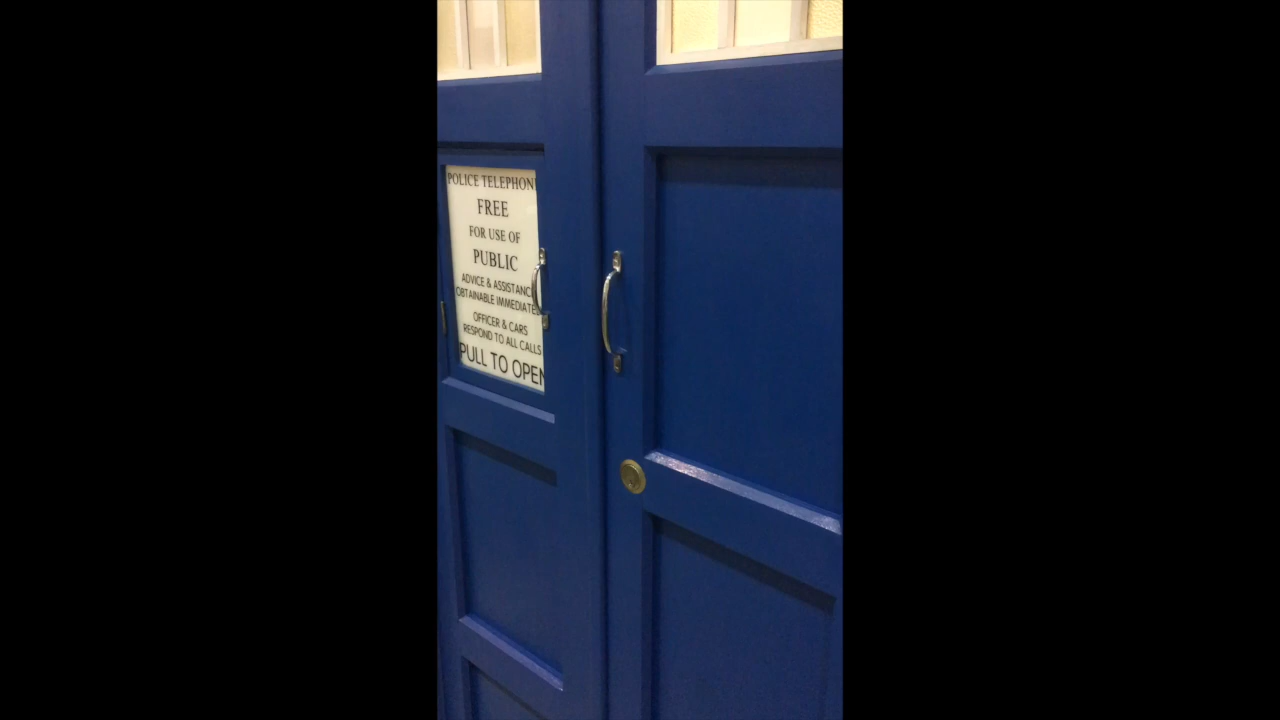 POLICE TELEPHONE
FREE
FOR USE OF
PUBLIC
ADVICE & ASSISTANCE
OBTAINABLE IMMEDIATELY
OFFICER & CARS
RESPOND TO ALL CALLS
PULL TO OPEN